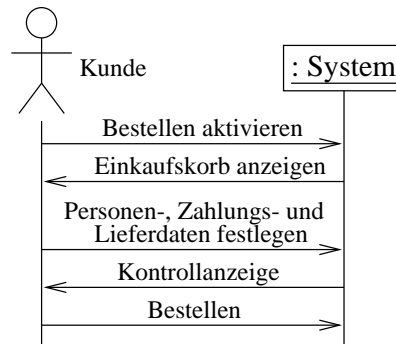 Kunde
: System
Bestellen aktivieren
Einkaufskorb anzeigen
Personen-, Zahlungs- und
Lieferdaten festlegen
Kontrollanzeige
Bestellen